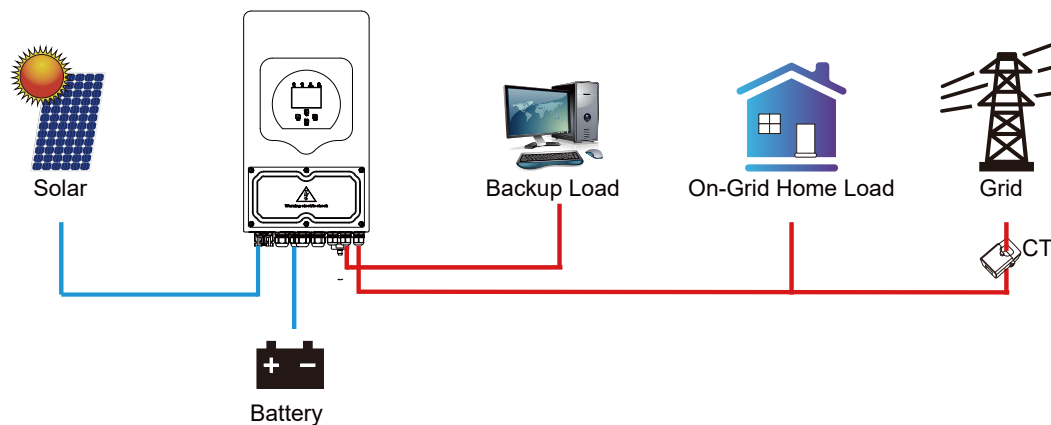 Solar
Backup Load
On-Grid Home Load
Grid
CT
Battery